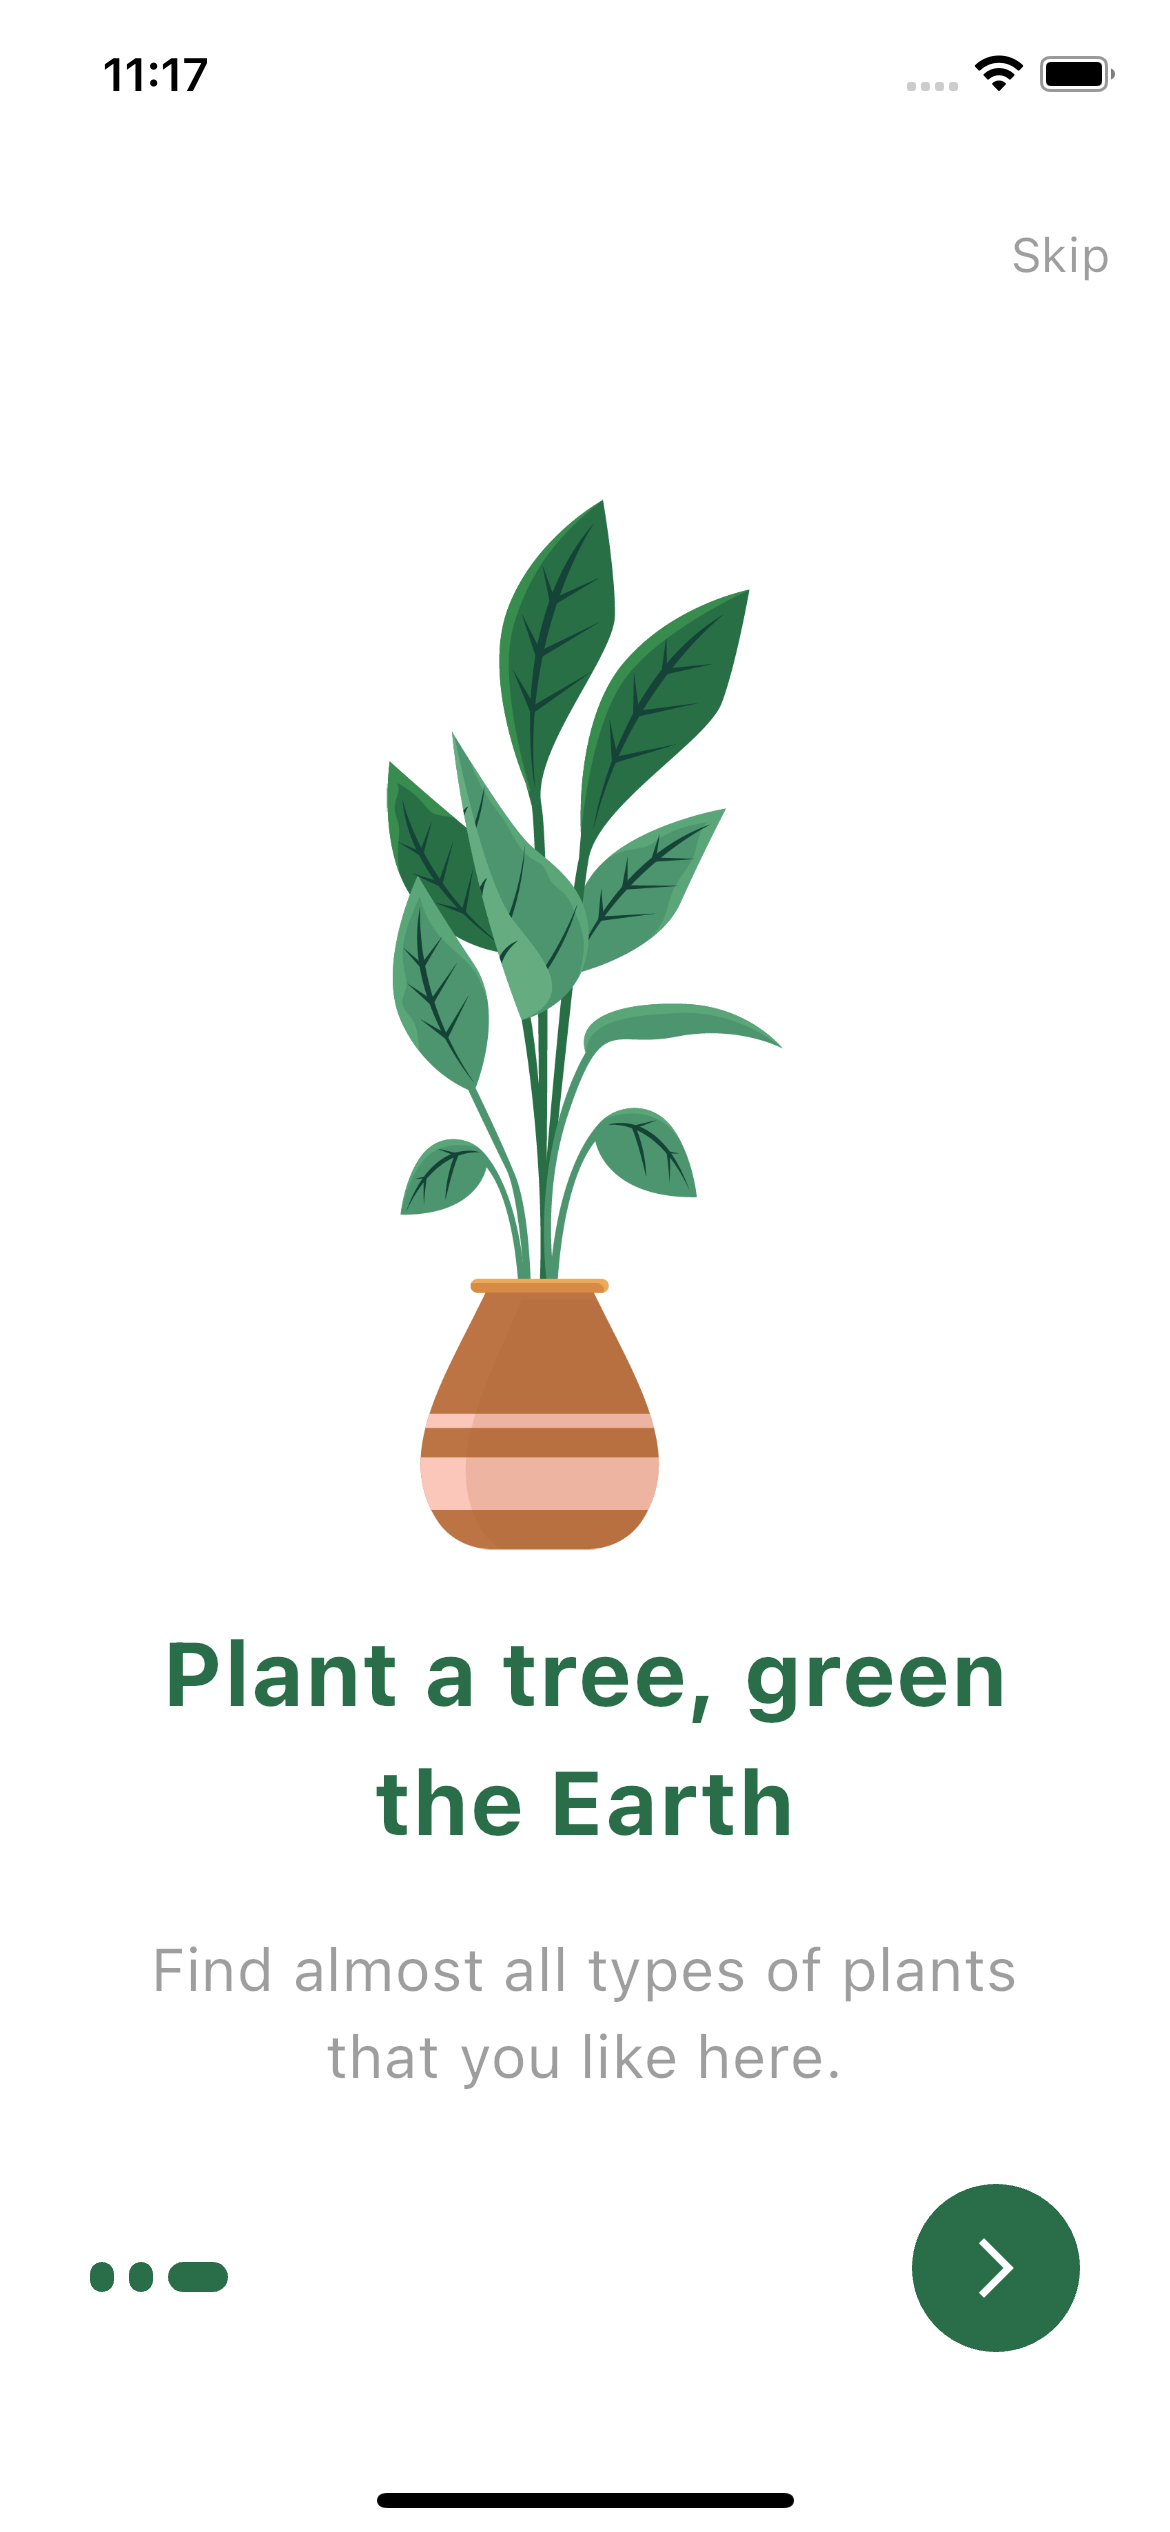 11:17
Skip
Plant a tree, green
the Earth
Find almost all types of plants
that you like here.